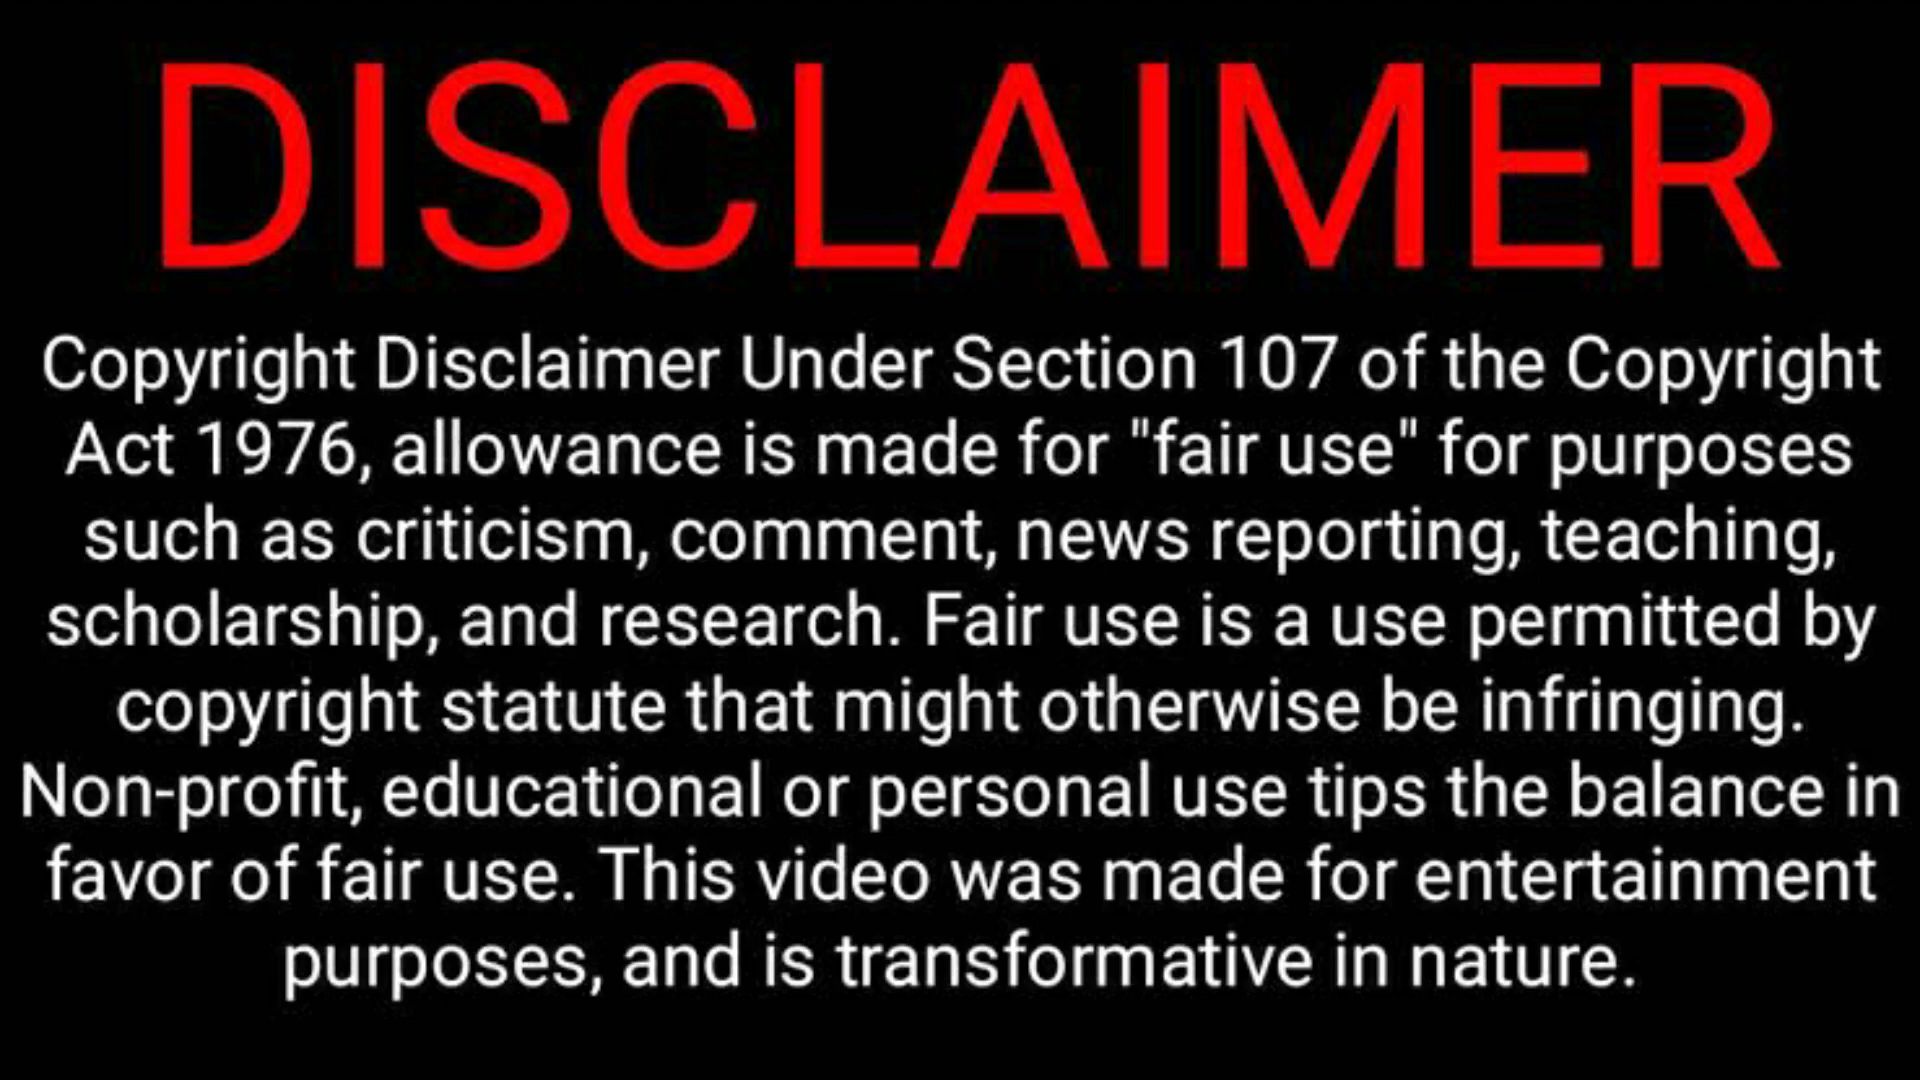 DISCLAIMER
Copyright Disclaimer Under Section 107 of the Copyright
Act 1976, allowance is made for "fair use" for purposes
such as criticism, comment, news reporting, teaching,
scholarship, and research. Fair use is a use permitted by
copyright statute that might otherwise be infringing.
Non-profit, educational or personal use tips the balance in
favor of fair use. This video was made for entertainment
purposes, and is transformative in nature.